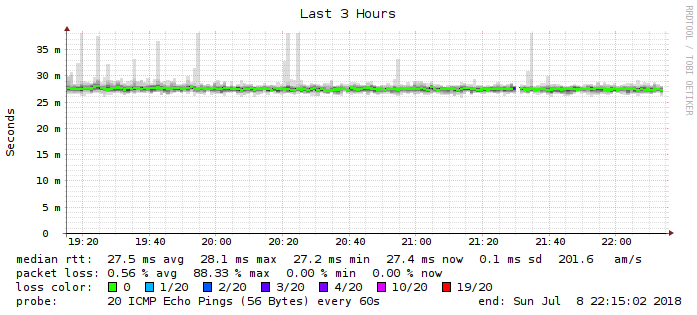 Last 3 Hours
RRDTOOL / TOBI OETIKER
Seconds
35 m
30 m
25 m
20 m
15 m
10 m
5 m
0
19:20 19:40 20:00 20:20 20:40 21:00 21:20 21:40 22:00
median rtt: 27.5 ms avg 28.1 ms max 27.2 ms min 27.4 ms now 0.1 ms sd 201.6 am/s
packet loss: 0.56 % avg 88.33 % max 0.00 % min 0.00 % now
loss color: 0 1/20 2/20 3/20 4/20 10/20 19/20
probe: 20 ICMP Echo Pings (56 Bytes) every 60s end: Sun Jul 8 22:15:02 2018